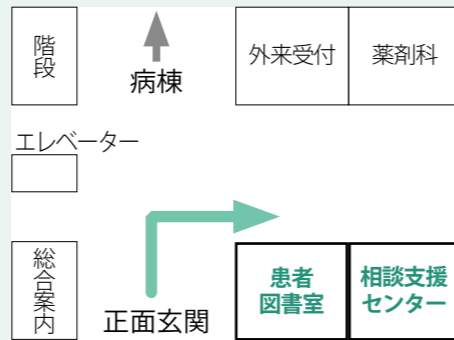 階段
病棟
外来受付
薬剤科
エレベーター
総合案内
正面玄関
患者
図書室
相談支援
センター